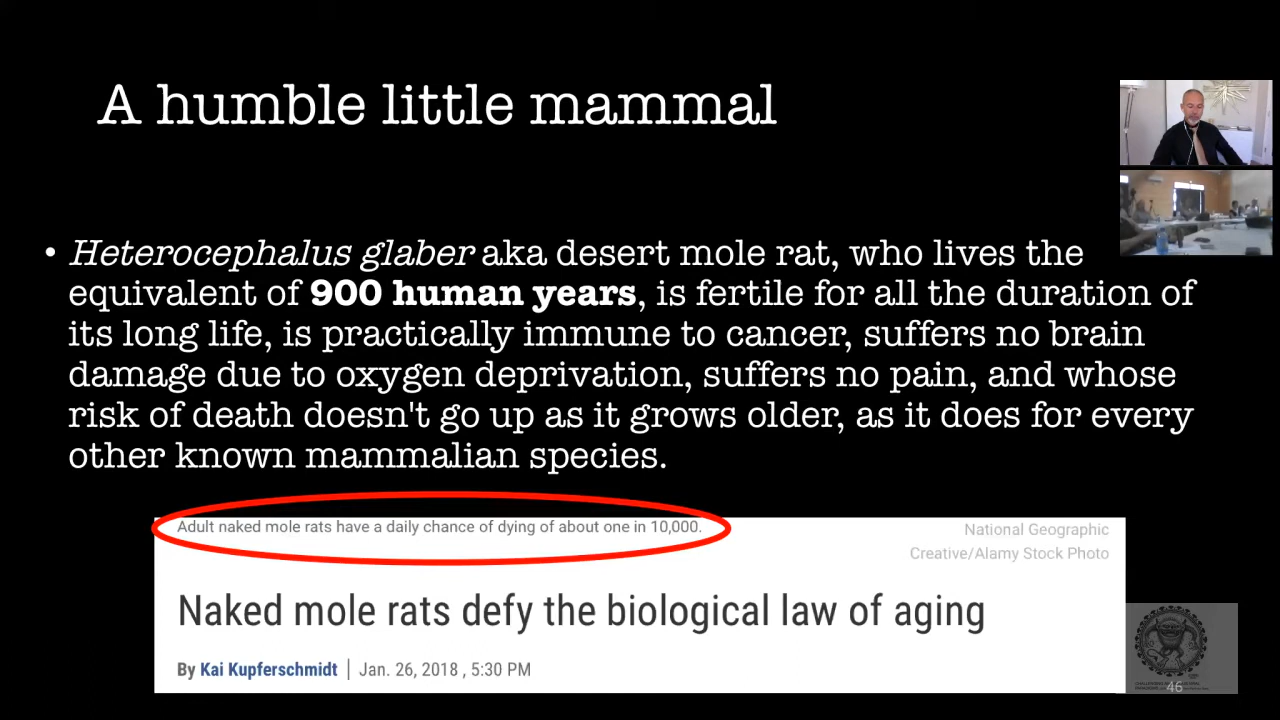 A humble little mammal
• Heterocephalus glaber aka desert mole rat, who lives the
equivalent of 900 human years, is fertile for all the duration of
its long life, is practically immune to cancer, suffers no brain
damage due to oxygen deprivation, suffers no pain, and whose
risk of death doesn't go up as it grows older, as it does for every
other known mammalian species.
Adult naked mole rats have a daily chance of dying of about one in 10,000.
National Geographic
Creative/Alamy Stock Photo
Naked mole rats defy the biological law of aging
By Kai Kupferschmidt | Jan. 26, 2018 , 5:30 PM
46